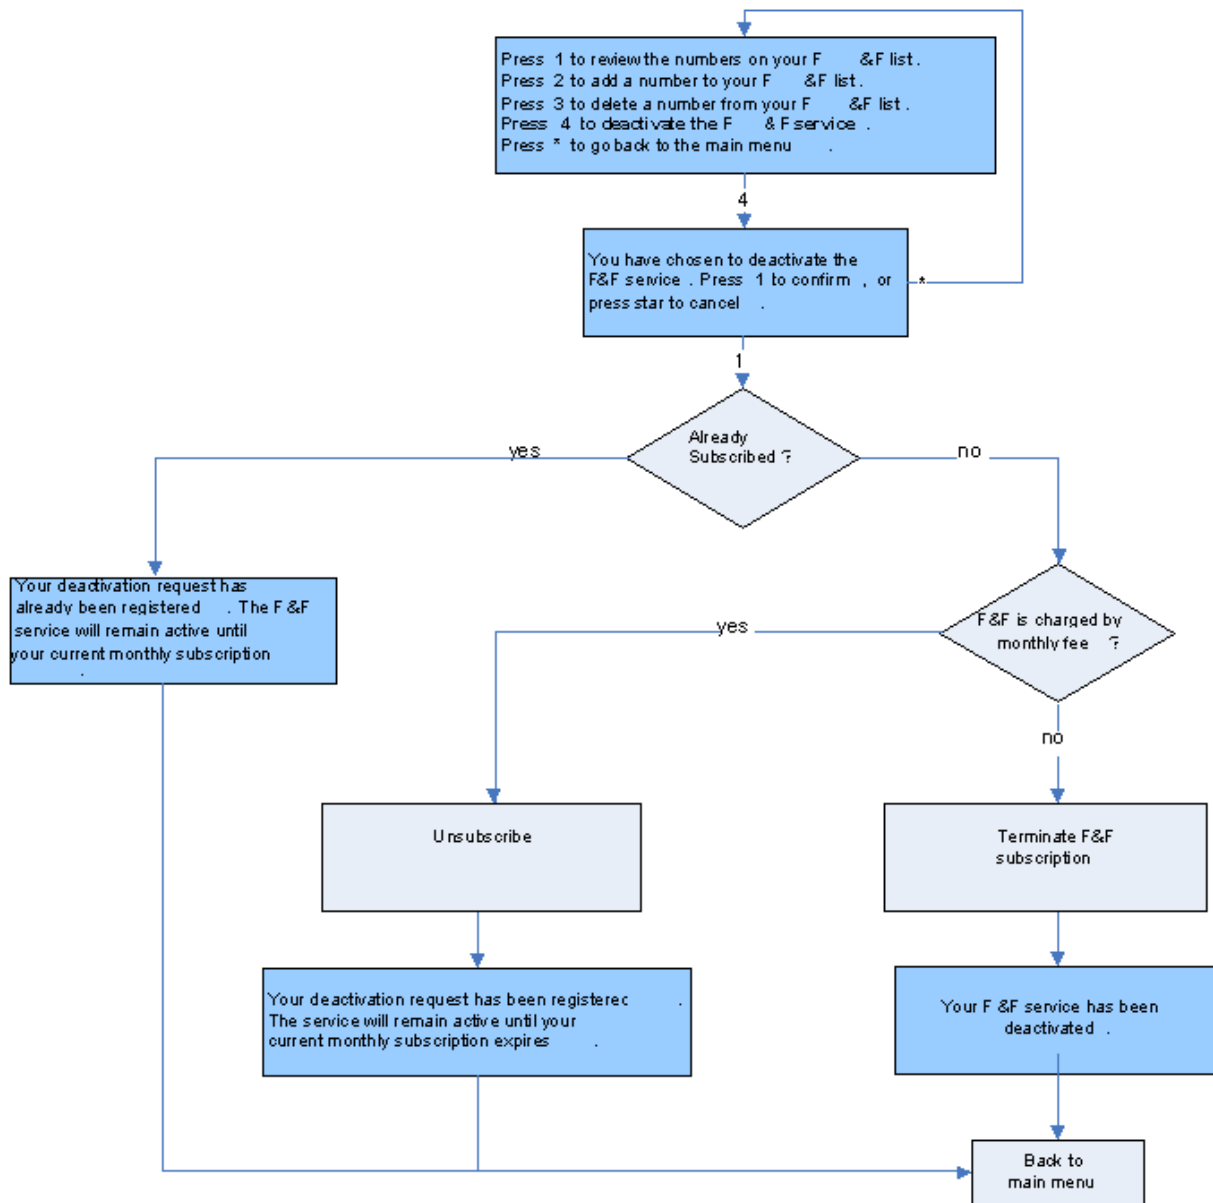 Press 1 to review the numbers on your F &F list .
Press 2 to add a number to your F &F list .
Press 3 to delete a number from your F &F list .
Press 4 to deactivate the F & F service .
Press * to go back to the main menu .
4
You have chosen to deactivate the
F&F service . Press 1 to confirm , or
press star to cancel .
*
1
Already
Subscribed ?
yes
no
Your deactivation request has
already been registered . The F &F
service will remain active until
your current monthly subscription
.
F &F is charged by
monthly fee ?
yes
no
Unsubscribe
Terminate F&F
subscription
Your deactivation request has been registered .
The service will remain active until your
current monthly subscription expires .
Your F &F service has been
deactivated .
Back to
main menu